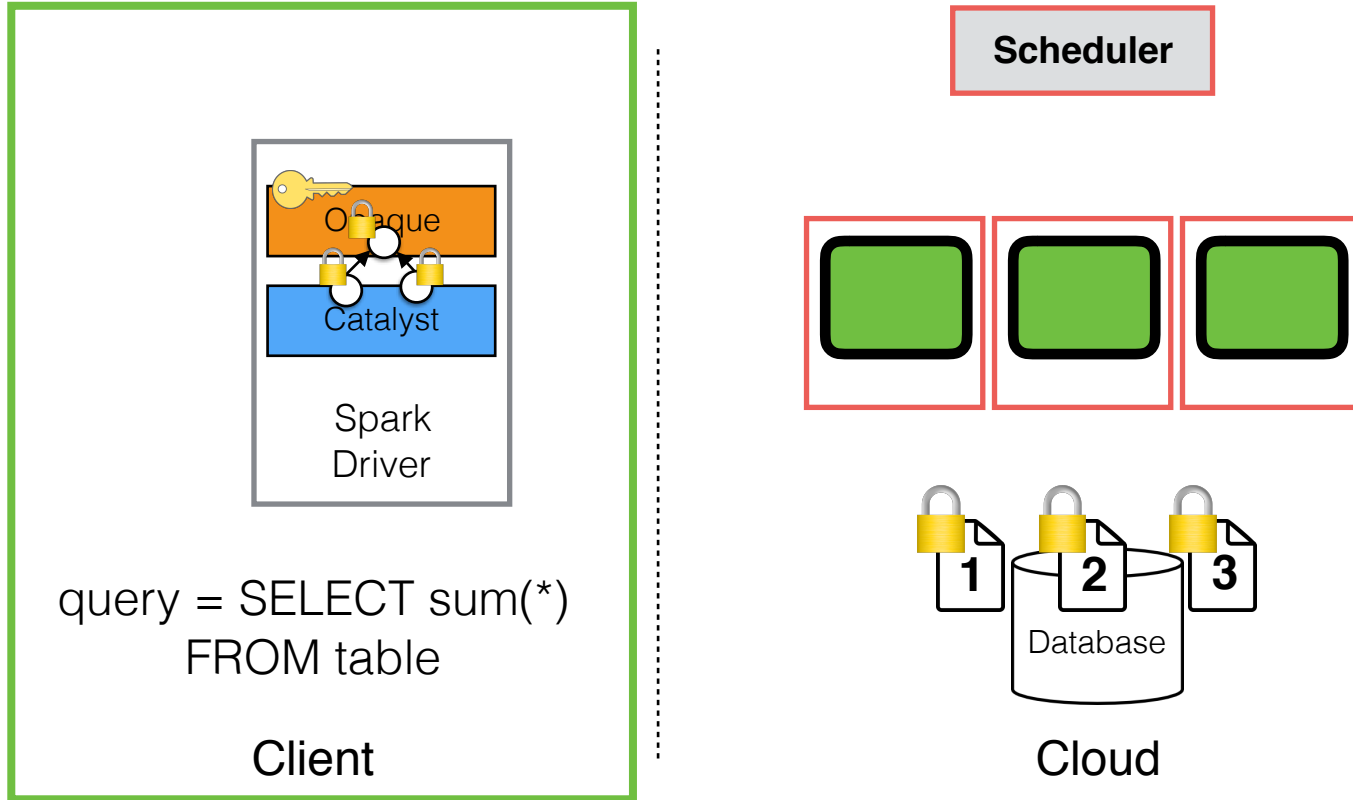 Scheduler
Opaque
Catalyst
Spark
Driver
1
2
3
Database
query = SELECT sum(*)
FROM table
Client
Cloud